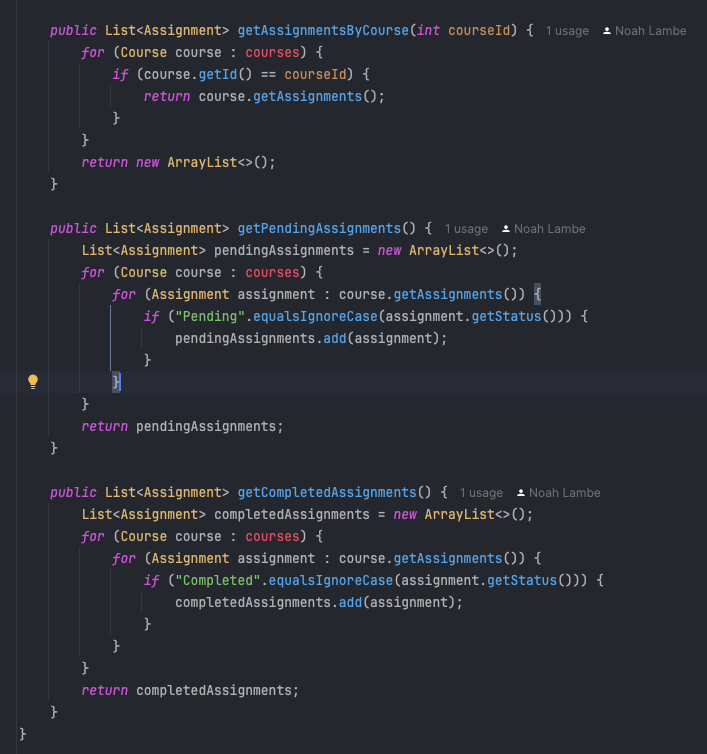 public List<Assignment> getAssignmentsByCourse(int courseId) { 1 usage Noah Lambe
for (Course course : courses) {
if (course.getId() == courseId) {
return course.getAssignments();
}
}
return new ArrayList<>();
}
public List<Assignment> getPendingAssignments() { 1 usage Noah Lambe
List<Assignment> pendingAssignments = new ArrayList<>();
for (Course course : courses) {
for (Assignment assignment : course.getAssignments()) {
if ("Pending".equalsIgnoreCase(assignment.getStatus())) {
pendingAssignments.add(assignment);
}
}
}
return pendingAssignments;
}
public List<Assignment> getCompletedAssignments() { 1 usage Noah Lambe
List<Assignment> completedAssignments = new ArrayList<>();
for (Course course : courses) {
for (Assignment assignment : course.getAssignments()) {
if ("Completed".equalsIgnoreCase(assignment.getStatus())) {
completedAssignments.add(assignment);
}
}
}
return completedAssignments;
}
}